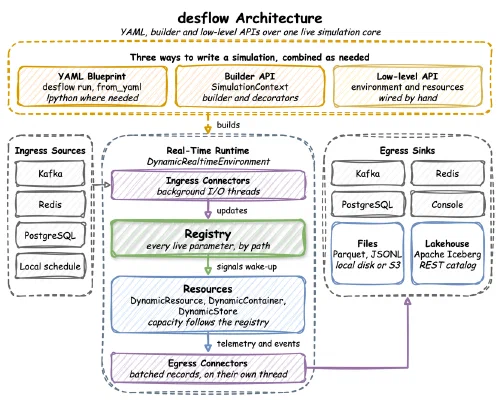 desflow Architecture
YAML, builder and low-level APIs over one live simulation core
Three ways to write a simulation, combined as needed
YAML Blueprint
desflow run, from_yaml
!python where needed
Builder API
SimulationContext
builder and decorators
Low-level API
environment and resources
wired by hand
builds
Ingress Sources
Kafka
Redis
PostgreSQL
Local schedule
Real-Time Runtime
DynamicRealtimeEnvironment
Ingress Connectors
background I/O threads
updates
Registry
every live parameter, by path
signals wake-up
Resources
DynamicResource, DynamicContainer,
DynamicStore
capacity follows the registry
telemetry and events
Egress Connectors
batched records, on their own thread
Egress Sinks
Kafka
Redis
PostgreSQL
Console
Files
Parquet, JSONL
local disk or S3
Lakehouse
Apache Iceberg
REST catalog